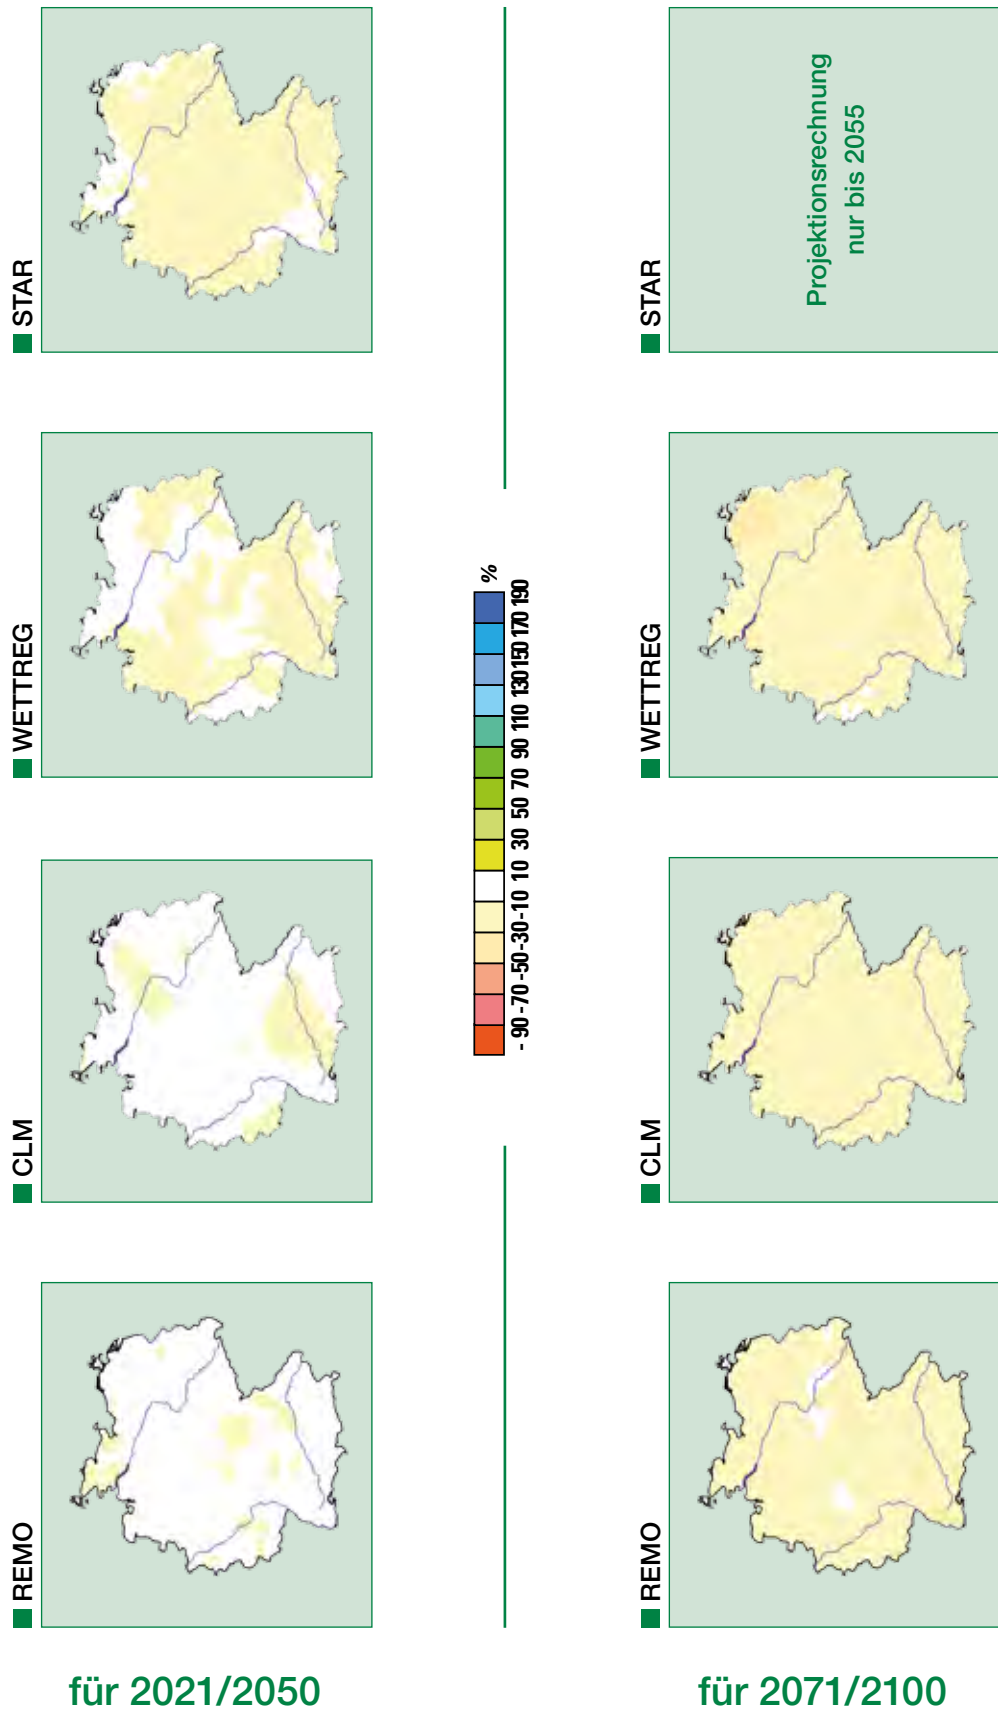 für 2021/2050
REMO
CLM
WETTREG
STAR
%
- 90 - 70 -50 -30 -10 10 30 50 70 90 110 130 150 170 190
für 2071/2100
REMO
CLM
WETTREG
STAR
Projektionsrechnung
nur bis 2055